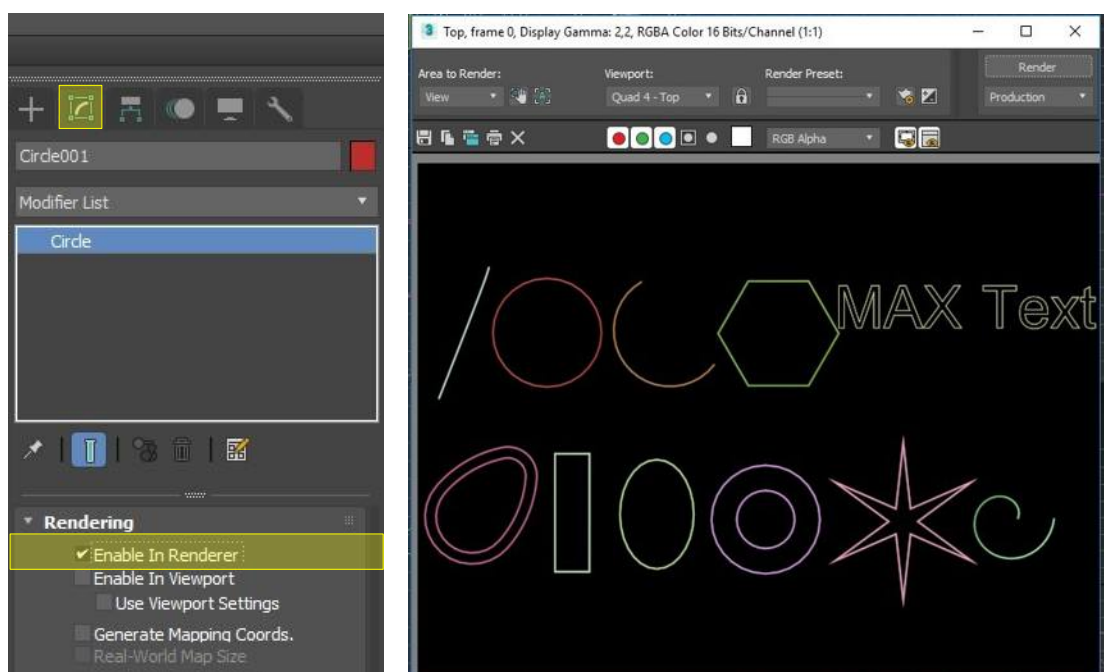 Circle001
Modifier List
Circle
Rendering
Enable In Renderer
Enable In Viewport
Use Viewport Settings
Generate Mapping Coords.
Real-World Map Size
3 Top, frame 0, Display Gamma: 2,2, RGBA Color 16 Bits/Channel (1:1)
Area to Render: Viewport: Render Preset: Render
View Quad 4 - Top Production
RGB Alpha
MAX Text